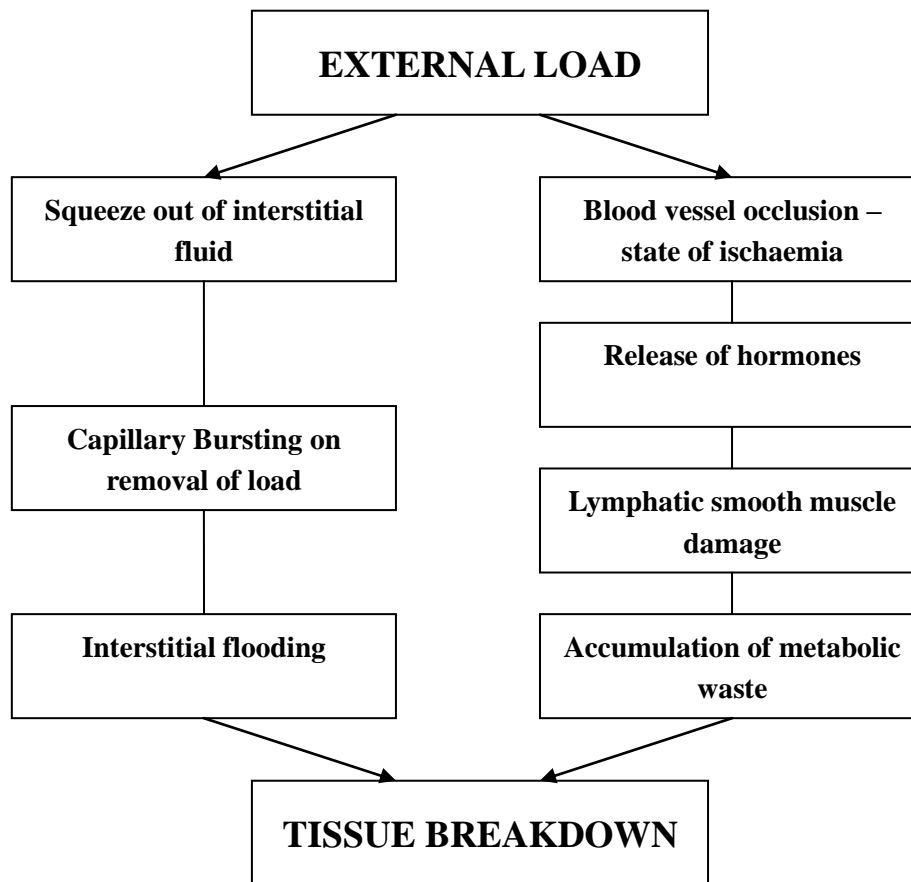 EXTERNAL LOAD
Squeeze out of interstitial
fluid
Blood vessel occlusion –
state of ischaemia
Release of hormones
Capillary Bursting on
removal of load
Lymphatic smooth muscle
damage
Interstitial flooding
Accumulation of metabolic
waste
TISSUE BREAKDOWN